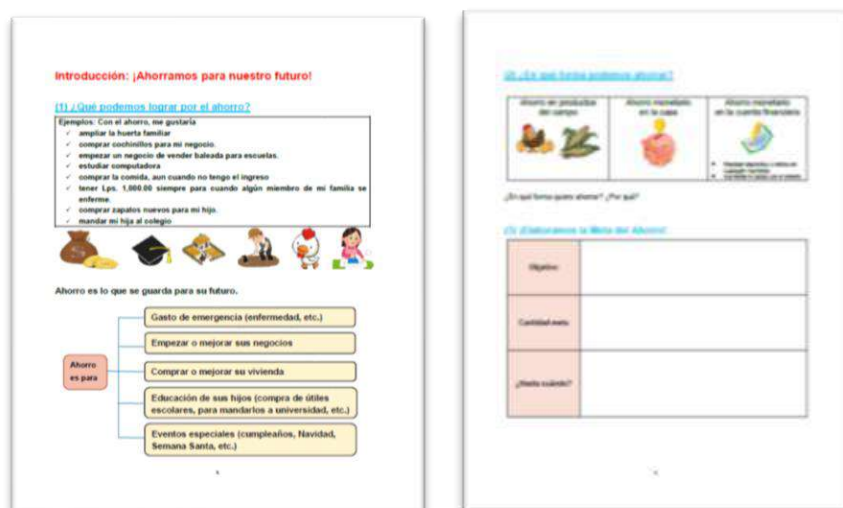 Introducción: ¡Ahorramos para nuestro futuro!
(1) ¿Qué podemos lograr por el ahorro?
Ejemplos: Con el ahorro, me gustaría
✓ ampliar la huerta familiar
✓ comprar cochinillos para mi negocio.
✓ empezar un negocio de vender baleada para escuelas.
✓ estudiar computadora
✓ comprar la comida, aun cuando no tengo el ingreso
✓ tener Lps. 1,000.00 siempre para cuando algún miembro de mi familia se
enferme.
✓ comprar zapatos nuevos para mi hijo.
✓ mandar mi hija al colegio
Ahorro es lo que se guarda para su futuro.
Ahorro
es para
Gasto de emergencia (enfermedad, etc.)
Empezar o mejorar sus negocios
Comprar o mejorar su vivienda
Educación de sus hijos (compra de útiles
escolares, para mandarlos a universidad, etc.)
Eventos especiales (cumpleaños, Navidad,
Semana Santa, etc.)
(2) ¿En qué forma podemos ahorrar?
Ahorro en productos
del campo
Ahorro monetario
en la casa
Ahorro monetario
en la cuenta financiera
¿En qué forma quiero ahorrar? ¿Por qué?
(3) ¡Elaboramos la Meta del Ahorro!
Objetivo
Cantidad meta
¿Hasta cuándo?